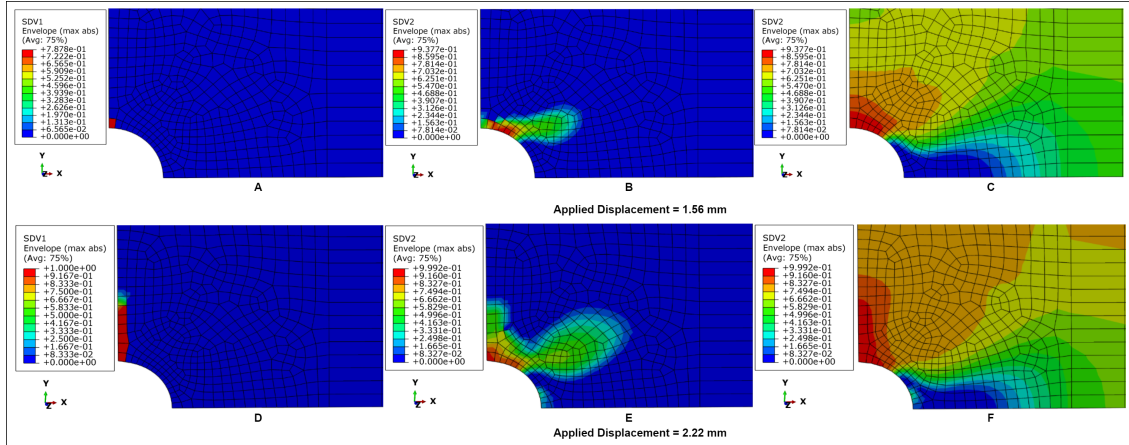 SDV1
Envelope (max abs)
(Avg: 75%)
+7.878e-01
+7.222e-01
+6.565e-01
+5.909e-01
+5.252e-01
+4.596e-01
+3.939e-01
+3.283e-01
+2.626e-01
+1.970e-01
+1.313e-01
+6.565e-02
+0.000e+00
Y
Z
X
A
SDV2
Envelope (max abs)
(Avg: 75%)
+9.377e-01
+8.595e-01
+7.814e-01
+7.032e-01
+6.251e-01
+5.470e-01
+4.688e-01
+3.907e-01
+3.126e-01
+2.344e-01
+1.563e-01
+7.814e-02
+0.000e+00
Y
Z
X
B
SDV2
Envelope (max abs)
(Avg: 75%)
+9.377e-01
+8.595e-01
+7.814e-01
+7.032e-01
+6.251e-01
+5.470e-01
+4.688e-01
+3.907e-01
+3.126e-01
+2.344e-01
+1.563e-01
+7.814e-02
+0.000e+00
Y
Z
X
C
Applied Displacement = 1.56 mm
SDV1
Envelope (max abs)
(Avg: 75%)
+1.000e+00
+9.167e-01
+8.333e-01
+7.500e-01
+6.667e-01
+5.833e-01
+5.000e-01
+4.167e-01
+3.333e-01
+2.500e-01
+1.667e-01
+8.333e-02
+0.000e+00
Y
Z
X
D
SDV2
Envelope (max abs)
(Avg: 75%)
+9.992e-01
+9.160e-01
+8.327e-01
+7.494e-01
+6.662e-01
+5.829e-01
+4.996e-01
+4.163e-01
+3.331e-01
+2.498e-01
+1.665e-01
+8.327e-02
+0.000e+00
Y
Z
X
E
SDV2
Envelope (max abs)
(Avg: 75%)
+9.992e-01
+9.160e-01
+8.327e-01
+7.494e-01
+6.662e-01
+5.829e-01
+4.996e-01
+4.163e-01
+3.331e-01
+2.498e-01
+1.665e-01
+8.327e-02
+0.000e+00
Y
Z
X
F
Applied Displacement = 2.22 mm